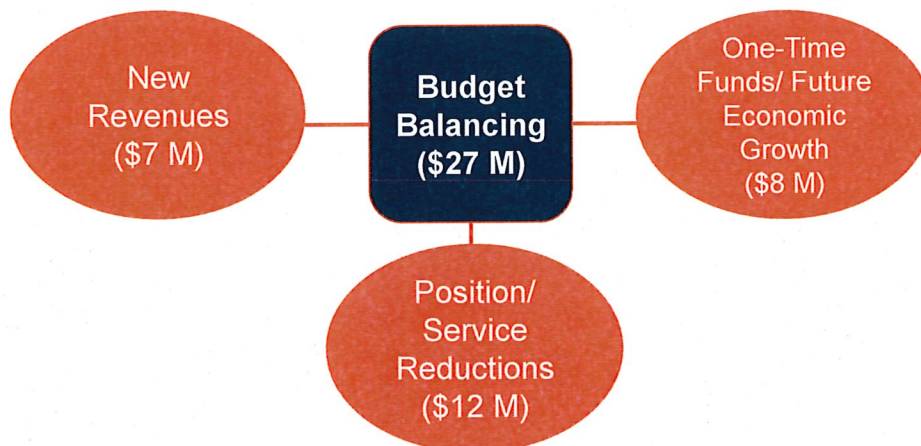 New
Revenues
($7 M)
Budget
Balancing
($27 M)
One-Time
Funds/ Future
Economic
Growth
($8 M)
Position/
Service
Reductions
($12 M)